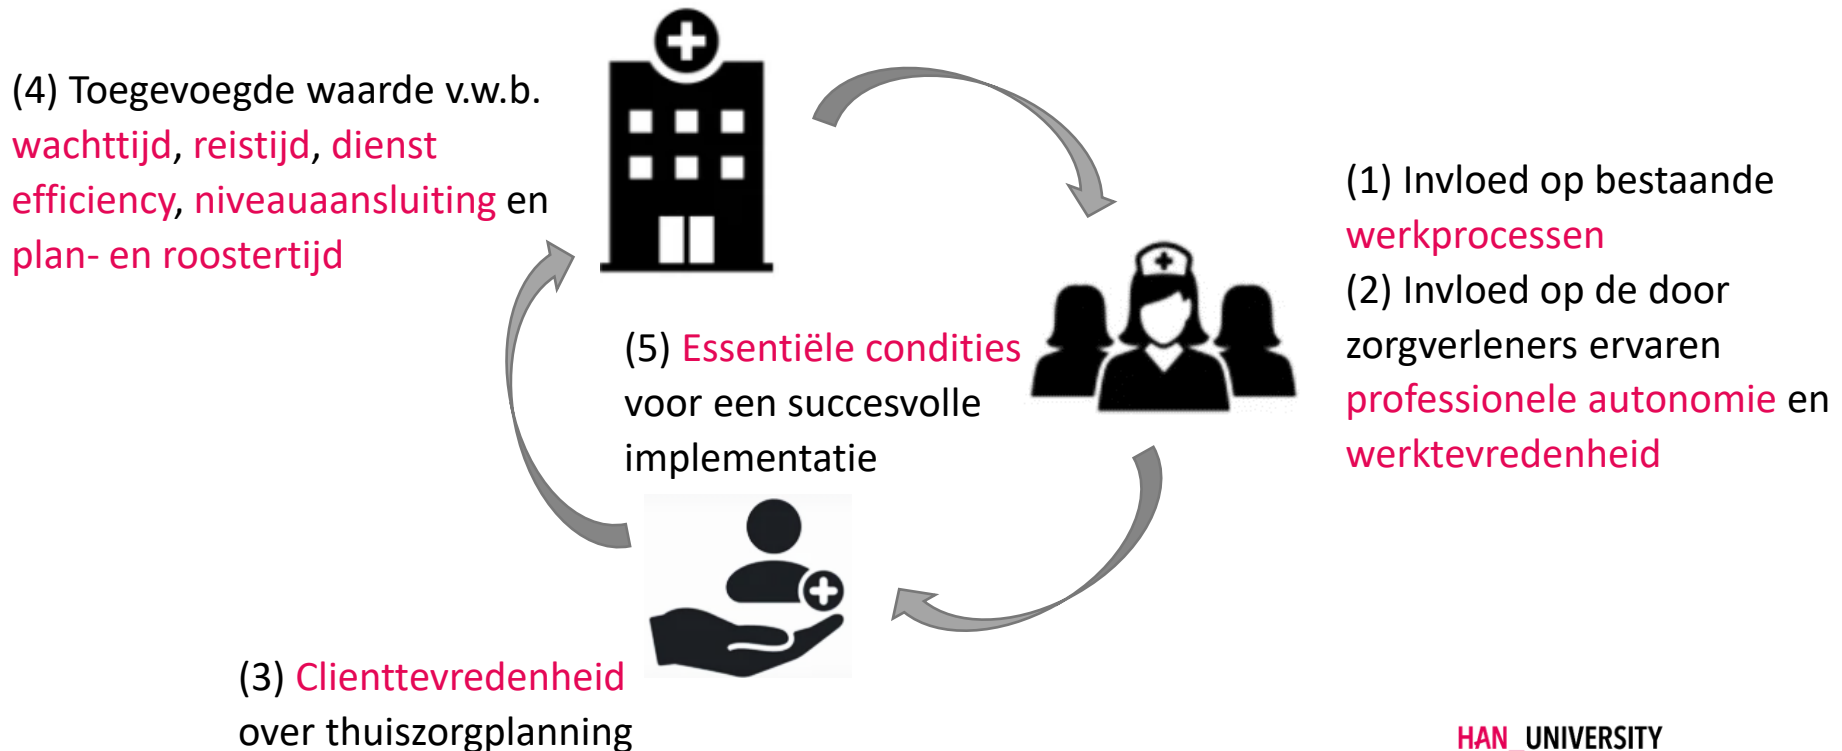 (4) Toegevoegde waarde v.w.b.
wachttijd, reistijd, dienst
efficiency, niveauaansluiting en
plan- en roostertijd
(1) Invloed op bestaande
werkprocessen
(2) Invloed op de door
zorgverleners ervaren
professionele autonomie en
werktevredenheid
(5) Essentiële condities
voor een succesvolle
implementatie
(3) Clienttevredenheid
over thuiszorgplanning
HAN_UNIVERSITY